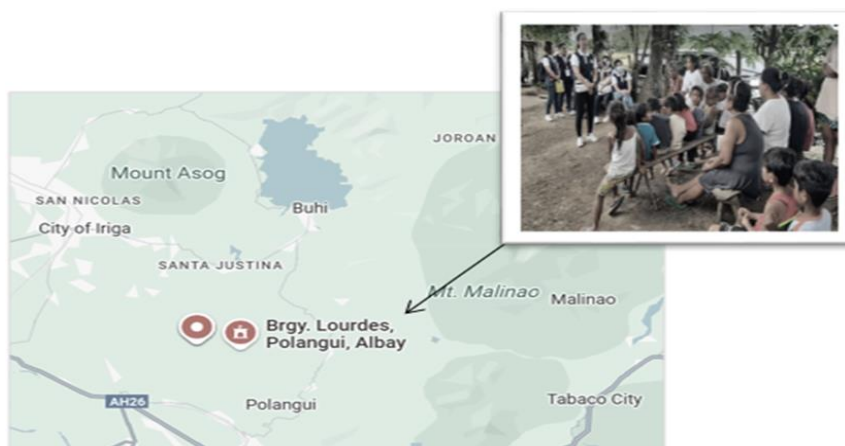 JOROAN
Mount Asog
SAN NICOLAS
Buhi
City of Iriga
SANTA JUSTINA
Mt. Malinao
Malinao
Brgy. Lourdes,
Polangui, Albay
AH26
Polangui
Tabaco City